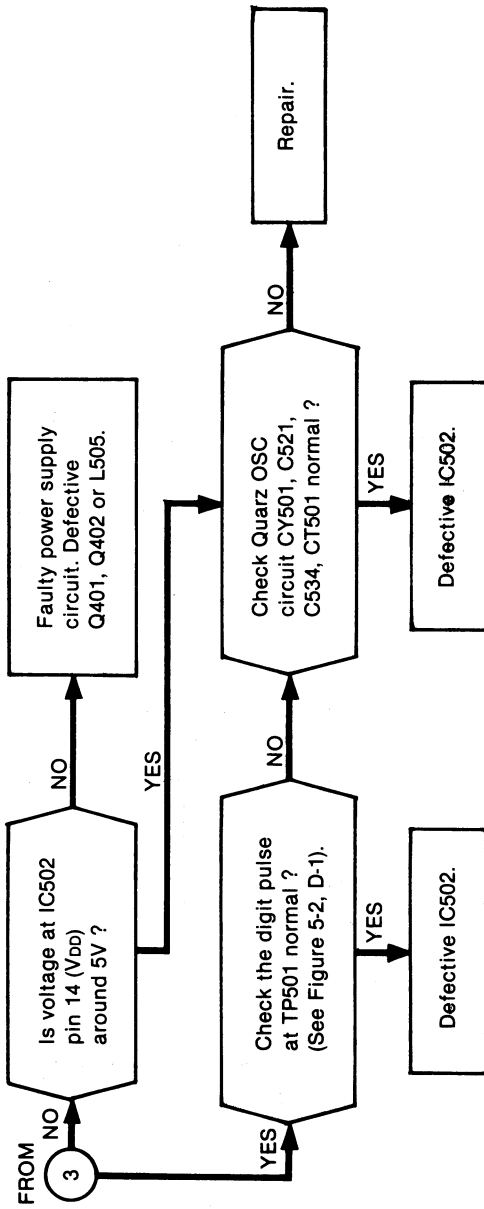 FROM
3
NO
Is voltage at IC502
pin 14 (VDD)
around 5V ?
NO
Faulty power supply
circuit. Defective
Q401, Q402 or L505.
YES
YES
Check the digit pulse
at TP501 normal ?
(See Figure 5-2, D-1).
NO
Check Quarz OSC
circuit CY501, C521,
C534, CT501 normal ?
NO
Repair.
YES
Defective IC502.
YES
Defective IC502.